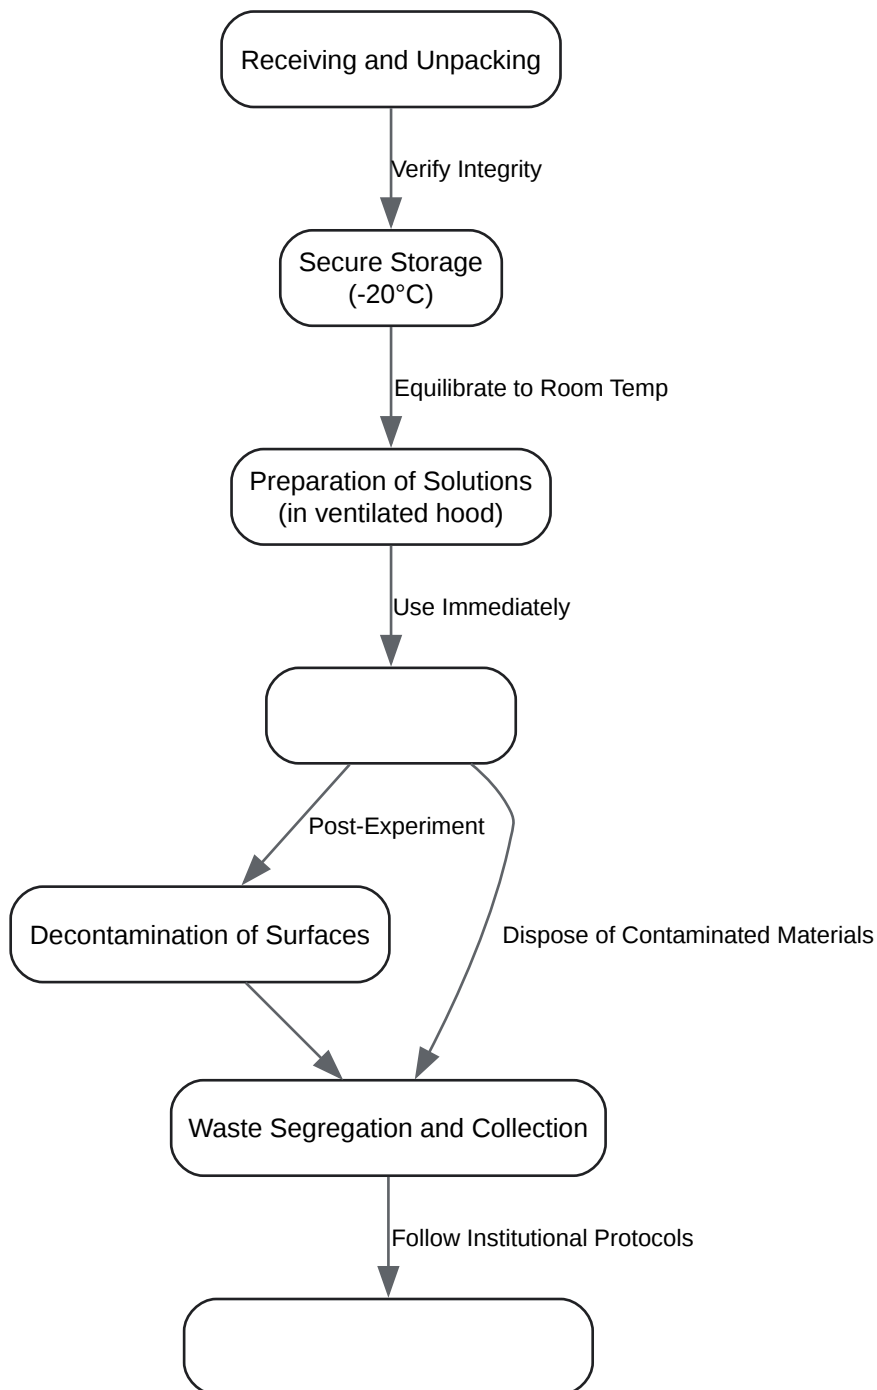 Receiving and Unpacking
Verify Integrity
Secure Storage
(-20°C)
Equilibrate to Room Temp
Preparation of Solutions
(in ventilated hood)
Use Immediately
Post-Experiment
Decontamination of Surfaces
Dispose of Contaminated Materials
Waste Segregation and Collection
Follow Institutional Protocols